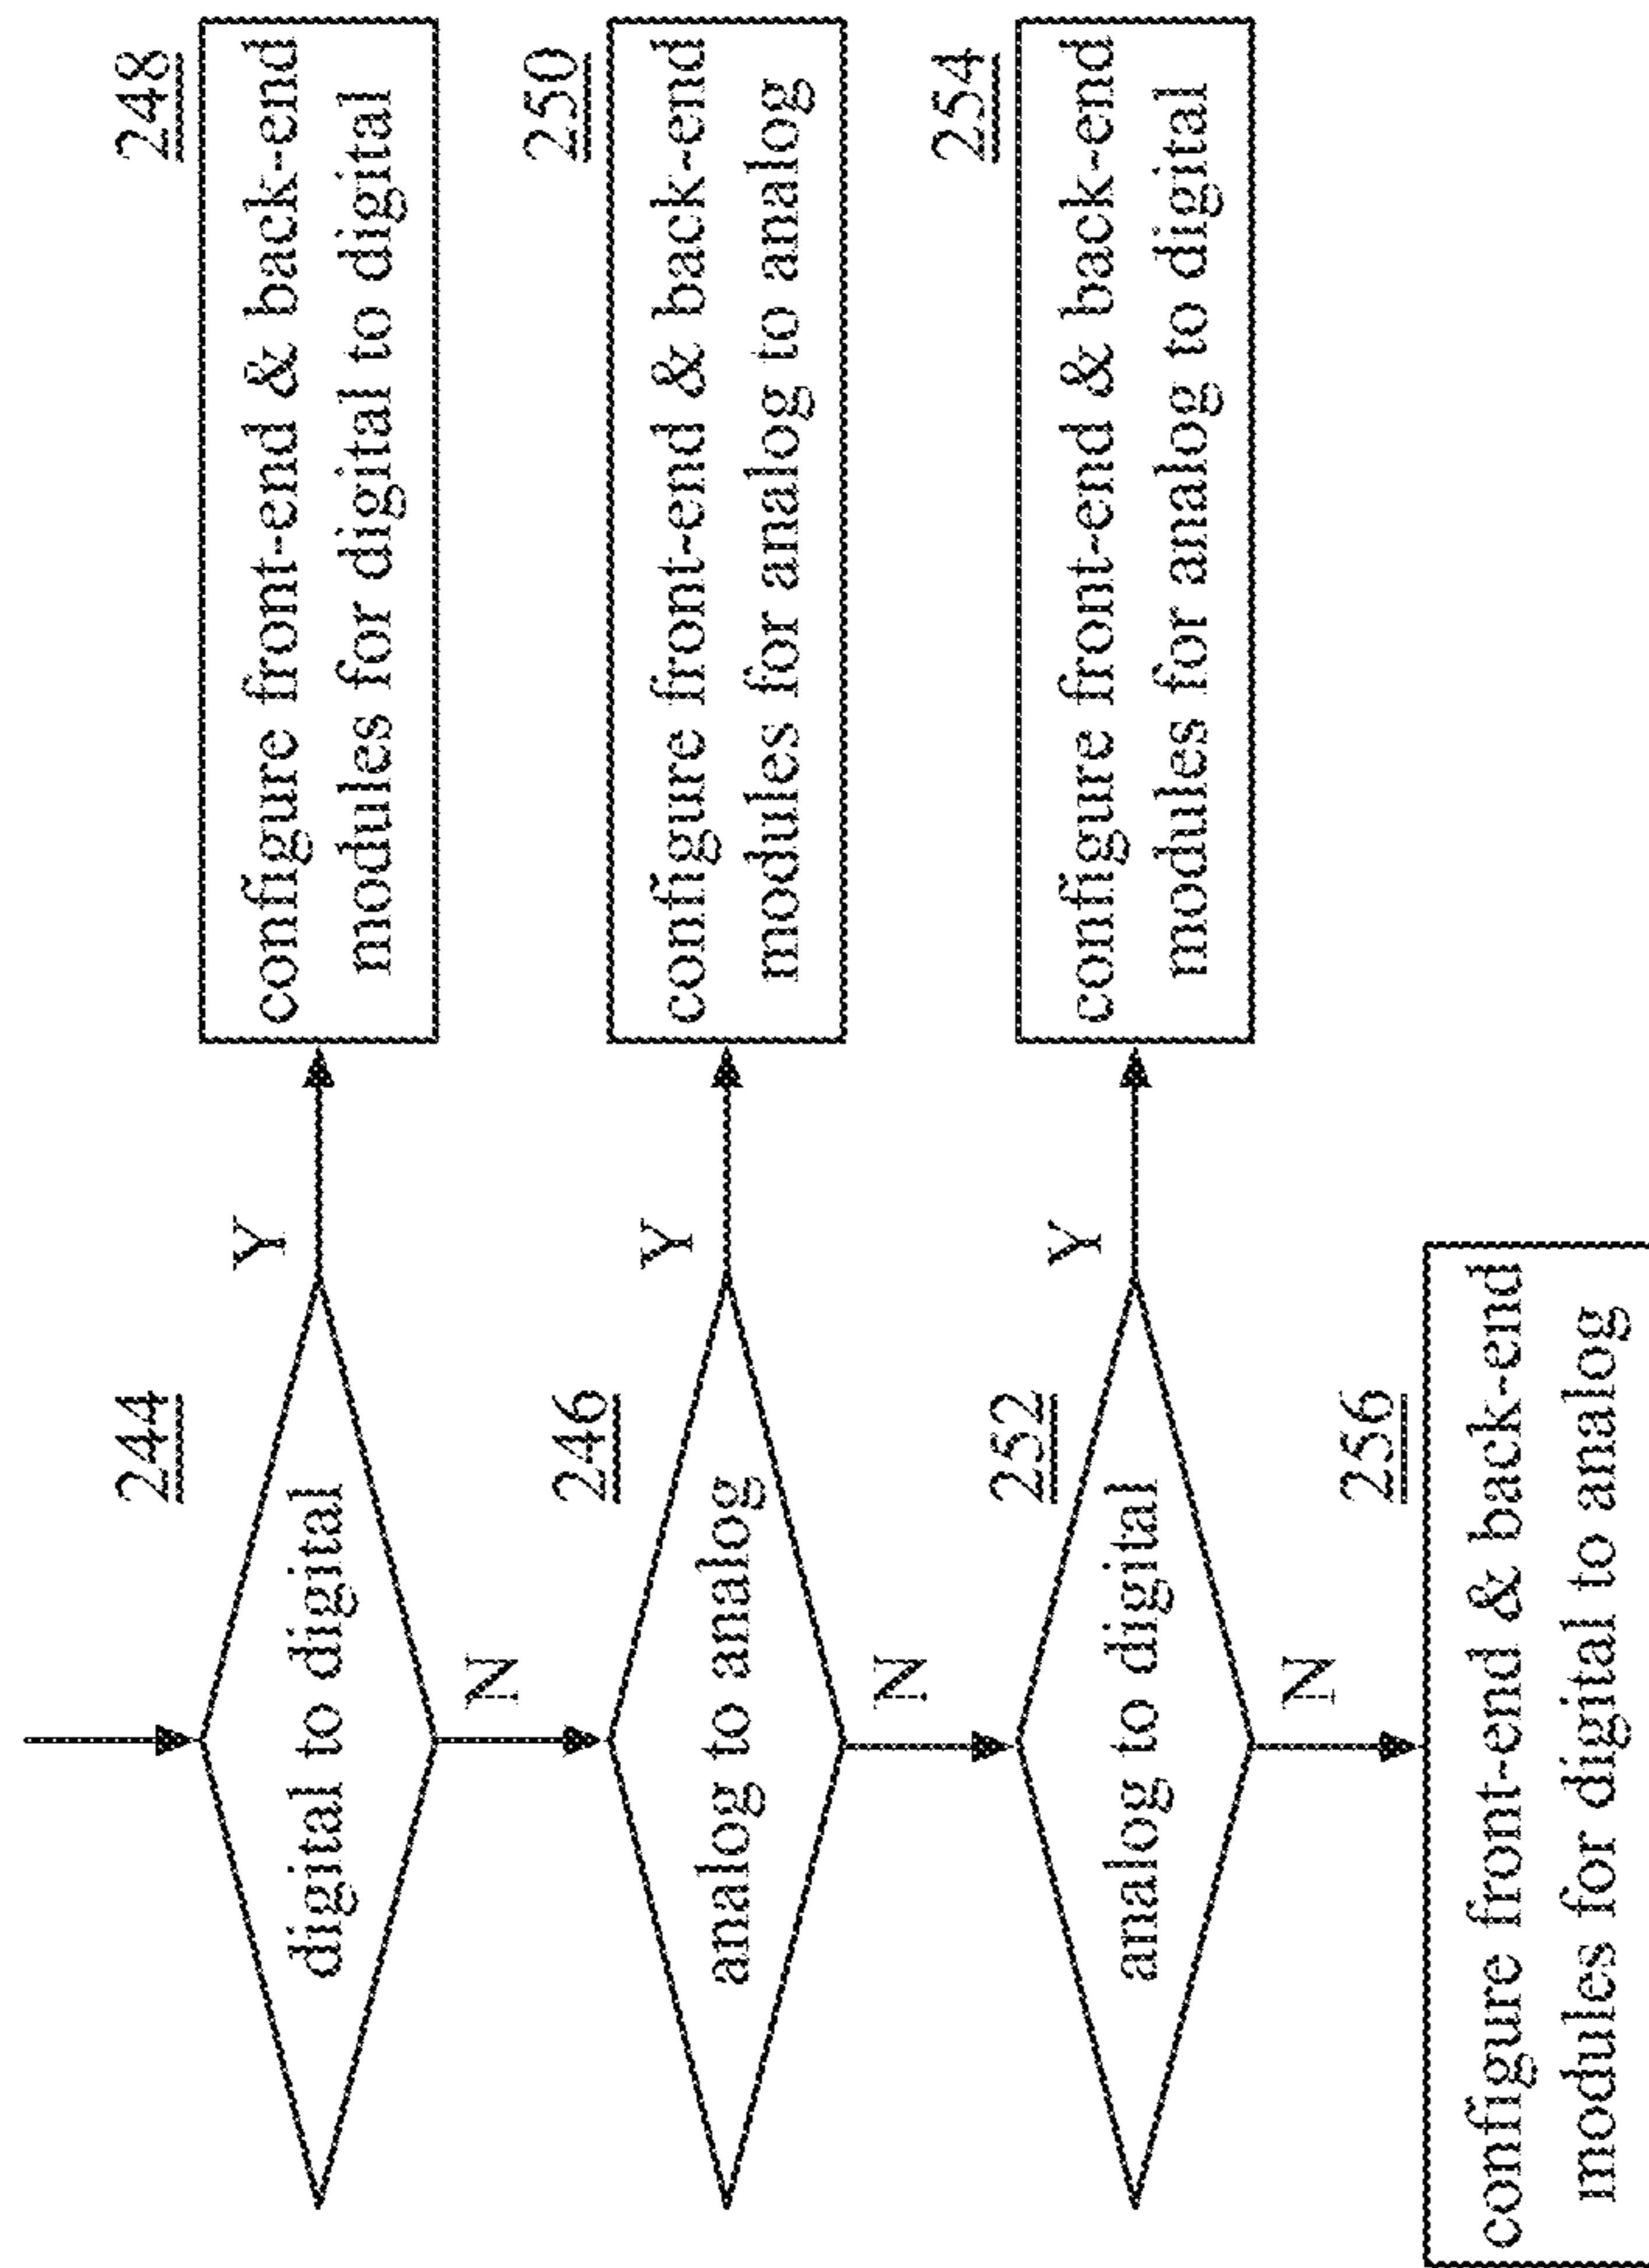 244
digital to digital
Y
248
configure front-end & back-end
modules for digital to digital
N
246
analog to analog
Y
250
configure front-end & back-end
modules for analog to analog
N
252
analog to digital
Y
254
configure front-end & back-end
modules for analog to digital
N
256
configure front-end & back-end
modules for digital to analog